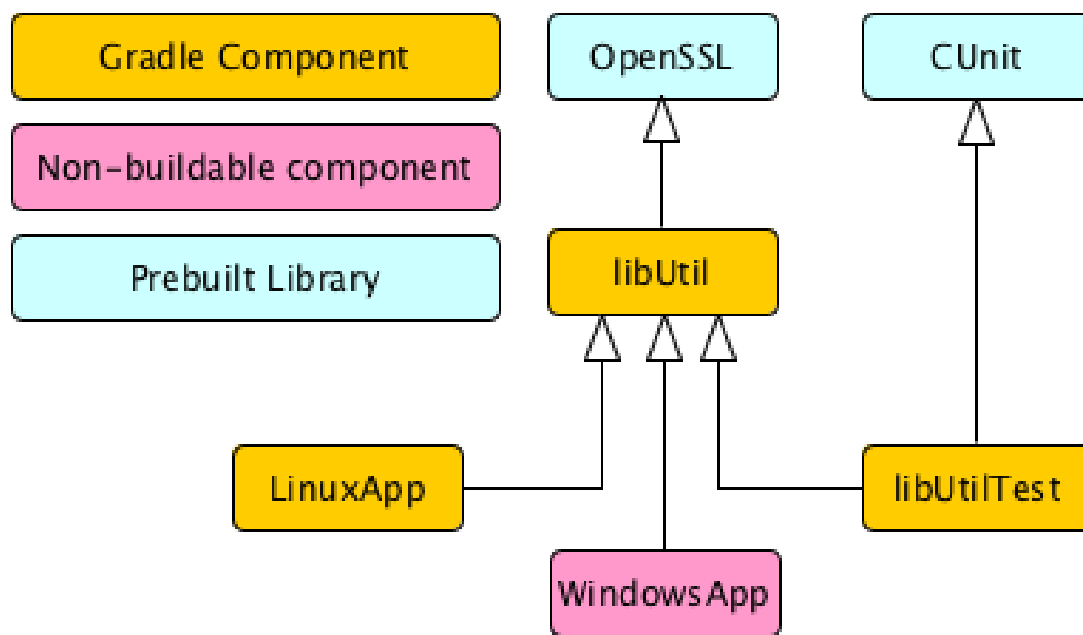 Gradle Component
OpenSSL
CUnit
Non-buildable component
Prebuilt Library
libUtil
LinuxApp
libUtilTest
WindowsApp